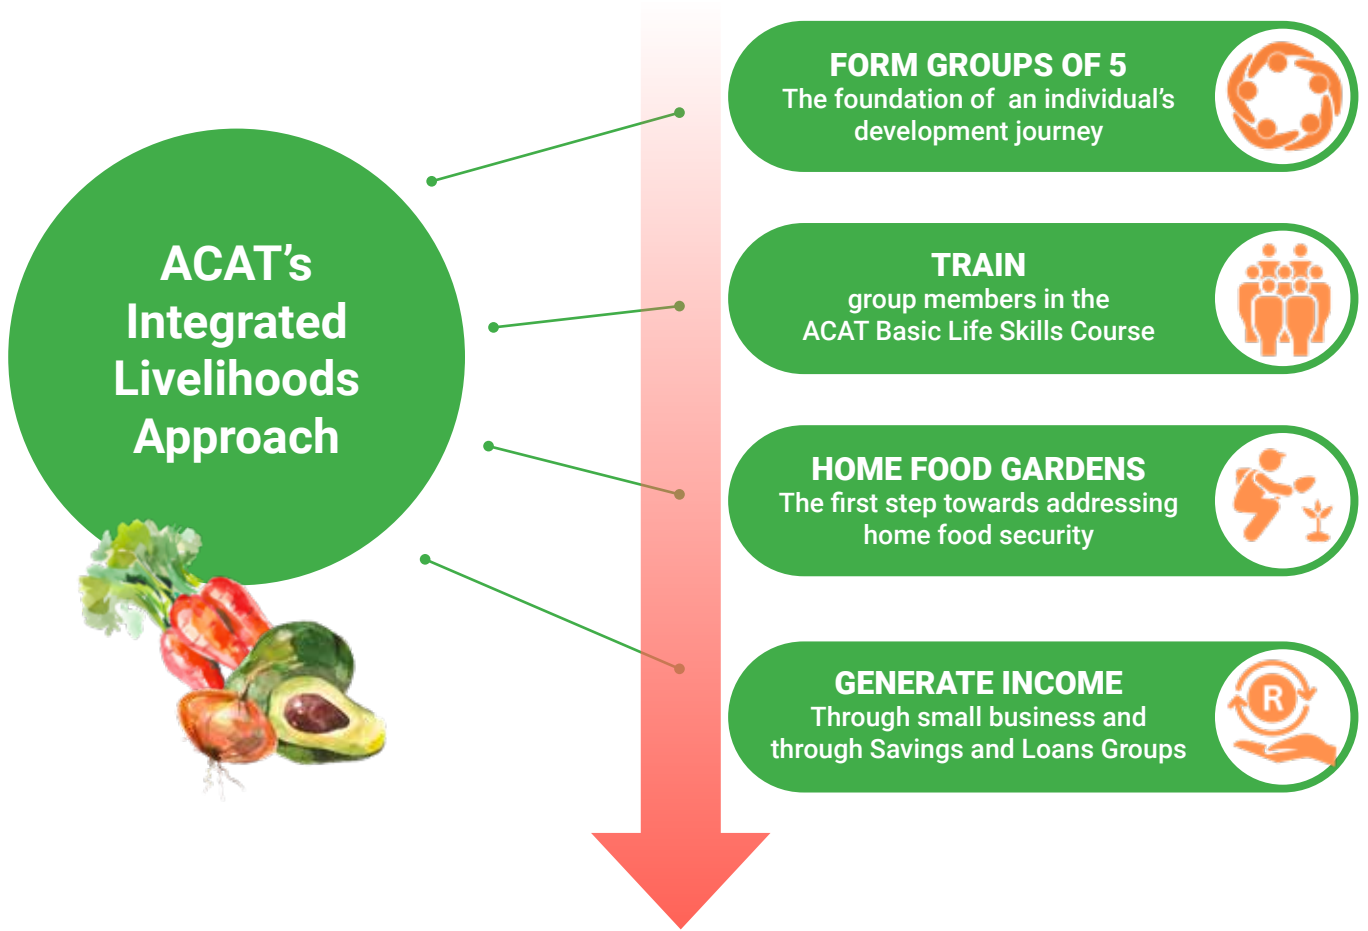 ACAT’s
Integrated
Livelihoods
Approach
FORM GROUPS OF 5
The foundation of  an individual’s
development journey
TRAIN
group members in the
ACAT Basic Life Skills Course
HOME FOOD GARDENS
The first step towards addressing
home food security
GENERATE INCOME
Through small business and
through Savings and Loans Groups
R